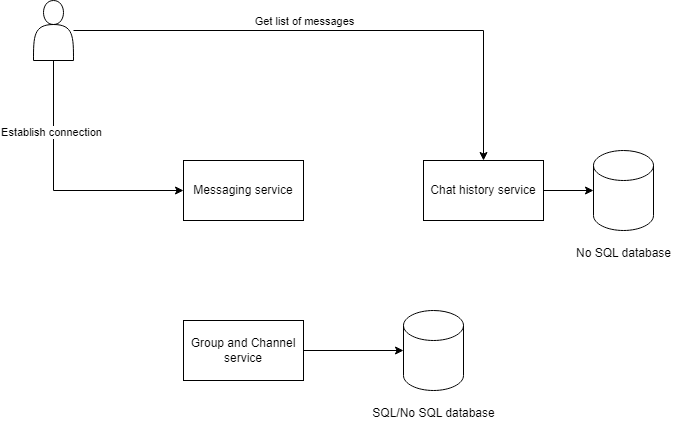 Get list of messages
Establish connection
Messaging service
Chat history service
No SQL database
Group and Channel
service
SQL/No SQL database